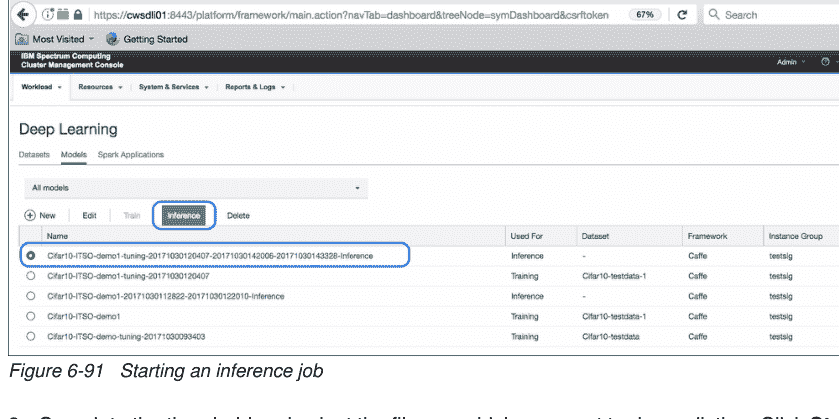 https://cwsdli01:8443/platform/framework/main.action?navTab=dashboard&treeNode=symDashboard&csrftoken 67% Search
Most Visited Getting Started
IBM Spectrum Computing
Cluster Management Console Admin
Workload Resources System & Services Reports & Logs
Deep Learning
Datasets Models Spark Applications
All models
New Edit Train Inference Delete
Name Used For Dataset Framework Instance Group
Cifar10-ITSO-demo1-tuning-20171030120407-20171030142006-20171030143328-Inference Inference - Caffe testsig
Cifar10-ITSO-demo1-tuning-20171030120407 Training Cifar10-testdata-1 Caffe testsig
Cifar10-ITSO-demo1-20171030112822-20171030122010-Inference Inference - Caffe testsig
Cifar10-ITSO-demo1 Training Cifar10-testdata-1 Caffe testsig
Cifar10-ITSO-demo-tuning-20171030093403 Training Cifar10-testdata Caffe testsig
Figure 6-91 Starting an inference job